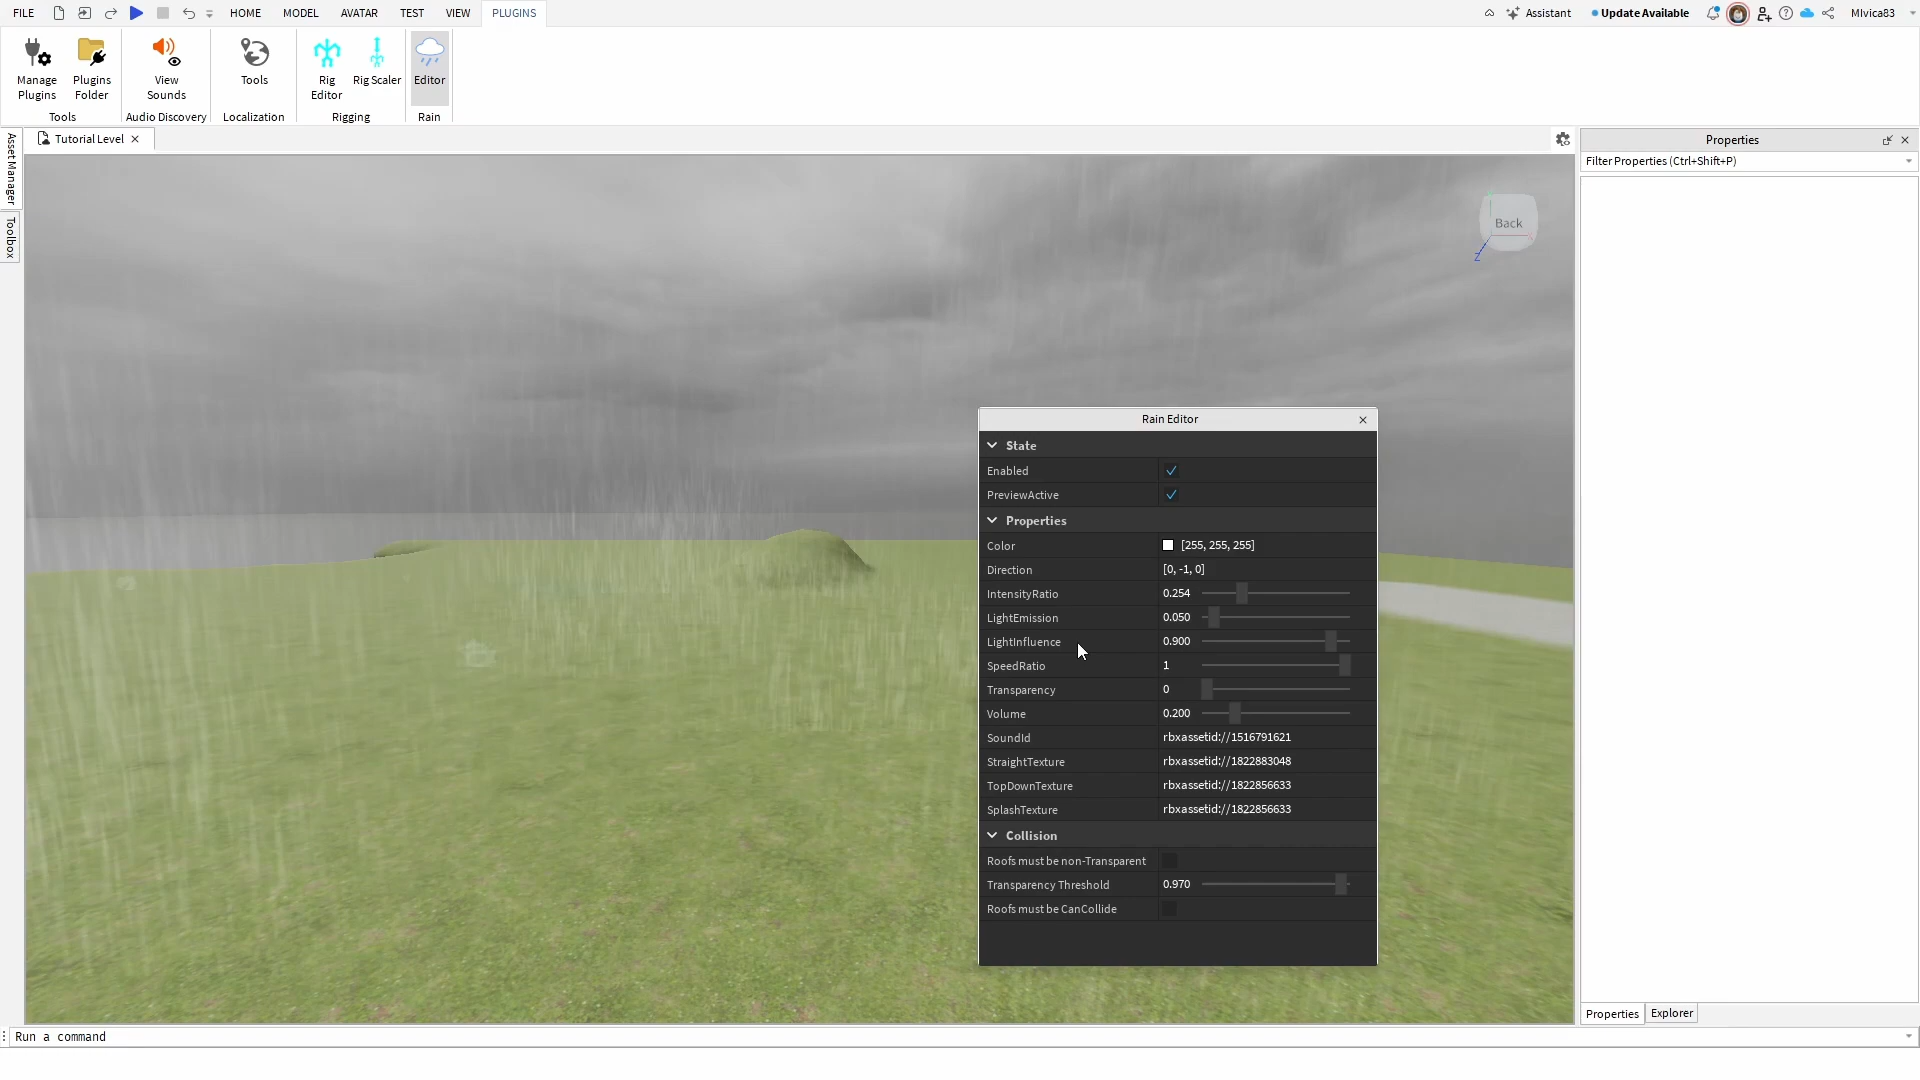 FILE HOME MODEL AVATAR TEST VIEW PLUGINS Assistant Update Available MIvica83
Manage Plugins
Plugins Folder
View Sounds
Tools
Rig Editor
Rig Scaler
Editor
Tools Audio Discovery Localization Rigging Rain
Tutorial Level
Properties
Filter Properties (Ctrl+Shift+P)
Asset Manager
Toolbox
Back
Z
Rain Editor
State
Enabled
PreviewActive
Properties
Color [255, 255, 255]
Direction [0, -1, 0]
IntensityRatio 0.254
LightEmission 0.050
LightInfluence 0.900
SpeedRatio 1
Transparency 0
Volume 0.200
SoundId rbxassetid://1516791621
StraightTexture rbxassetid://1822883048
TopDownTexture rbxassetid://1822856633
SplashTexture rbxassetid://1822856633
Collision
Roofs must be non-Transparent
Transparency Threshold 0.970
Roofs must be CanCollide
Properties Explorer
Run a command